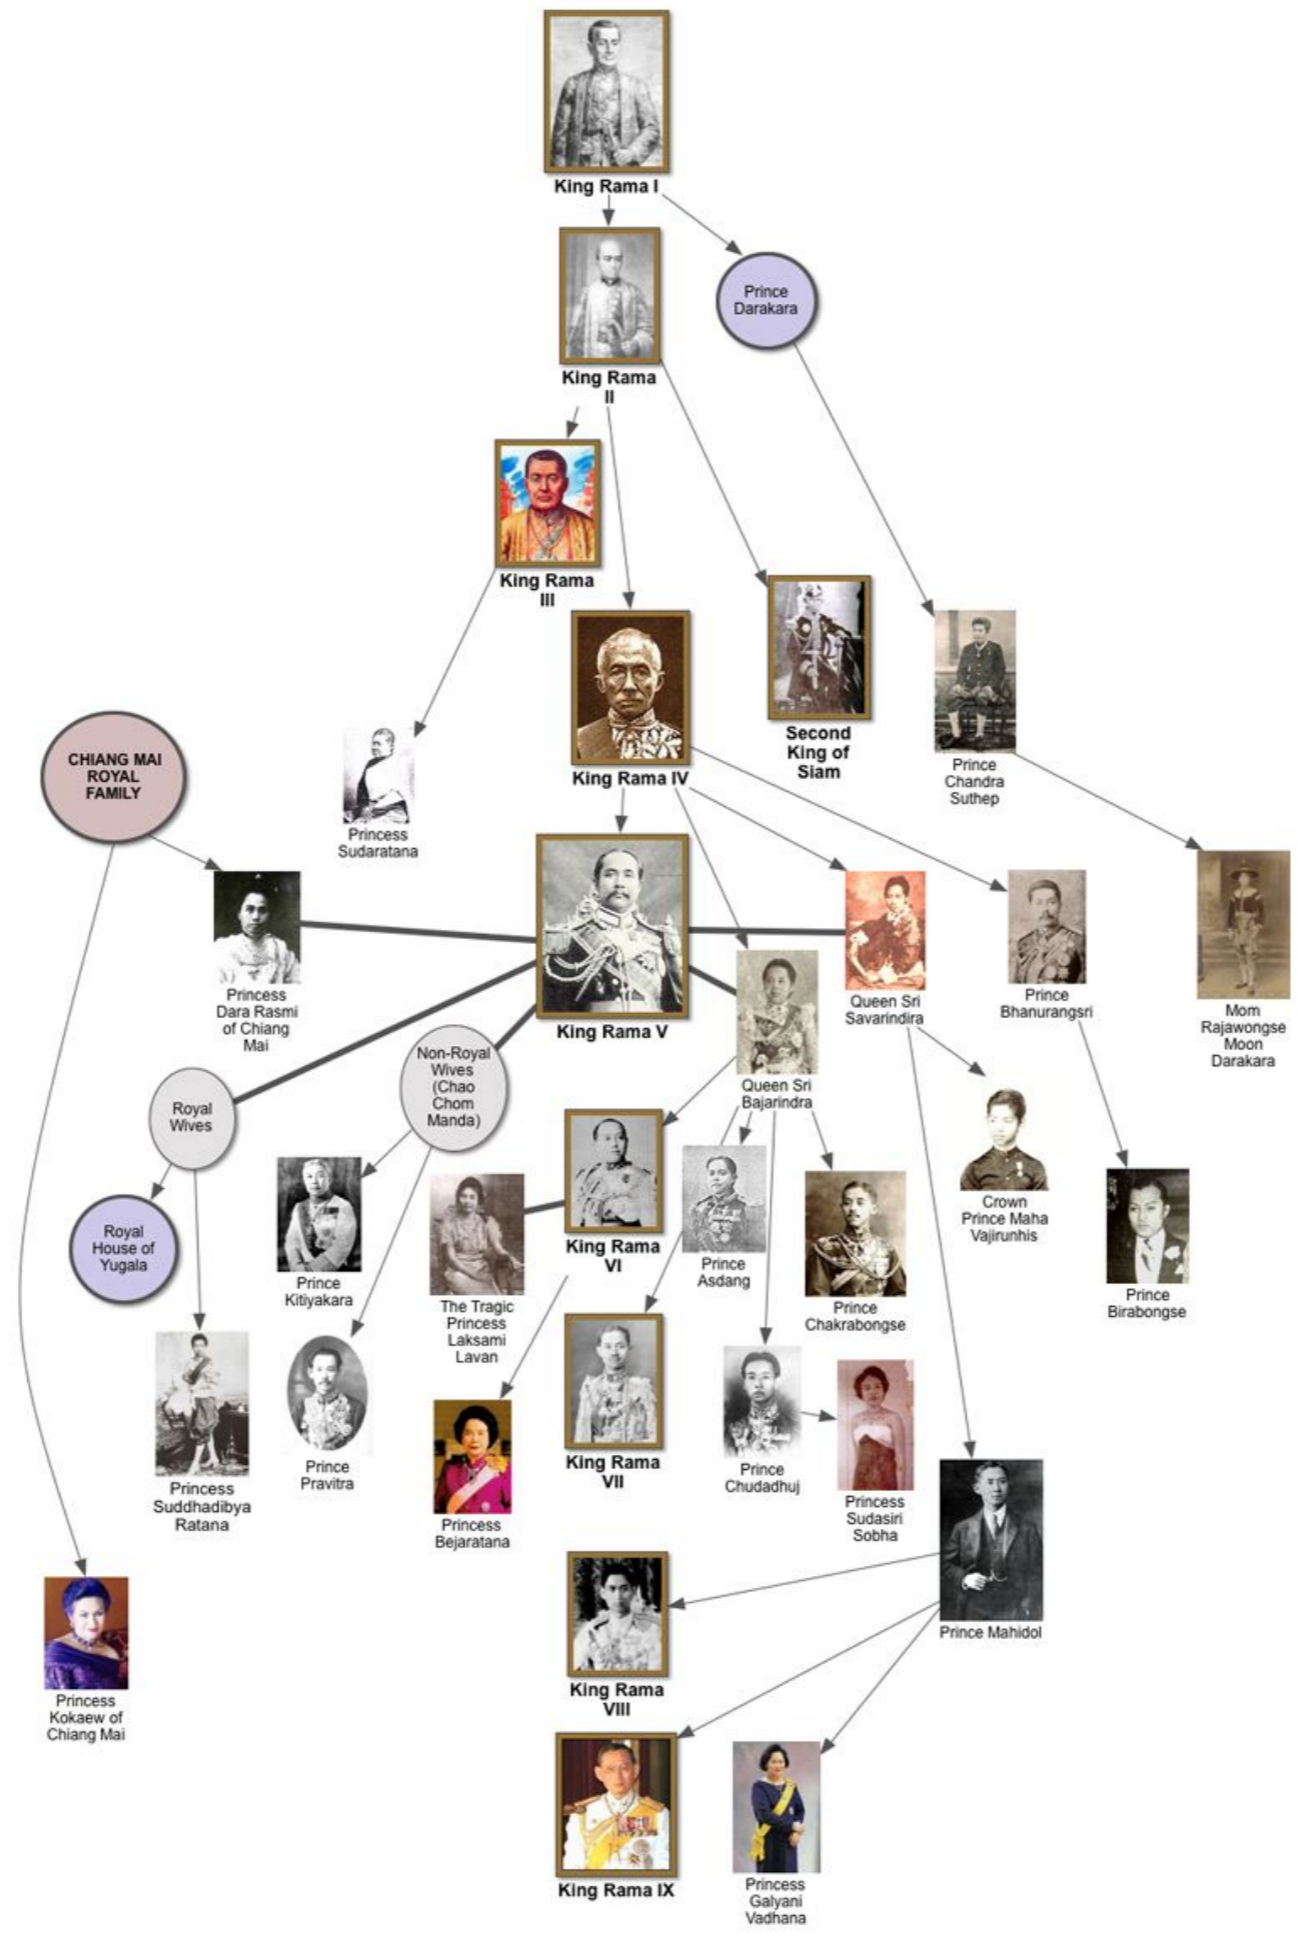 King Rama I
Prince
Darakara
King Rama
II
King Rama
III
Second
King of
Siam
Prince
Chandra
Suthep
CHIANG MAI
ROYAL
FAMILY
King Rama IV
Princess
Sudaratana
Princess
Dara Rasmi
of Chiang
Mai
King Rama V
Queen Sri
Savarindira
Prince
Bhanurangsri
Mom
Rajawongse
Moon
Darakara
Non-Royal
Wives
(Chao
Chom
Manda)
Royal
Wives
Queen Sri
Bajarindra
Crown
Prince Maha
Vajirunhis
Royal
House of
Yugala
Prince
Kitiyakara
The Tragic
Princess
Laksami
Lavan
King Rama
VI
Prince
Asdang
Prince
Chakrabongse
Prince
Birabongse
Princess
Suddhadibya
Ratana
Prince
Pravitra
Princess
Bejaratana
King Rama
VII
Prince
Chudadhuj
Princess
Sudasiri
Sobha
Prince Mahidol
Princess
Kokaew of
Chiang Mai
King Rama
VIII
King Rama IX
Princess
Galyani
Vadhana